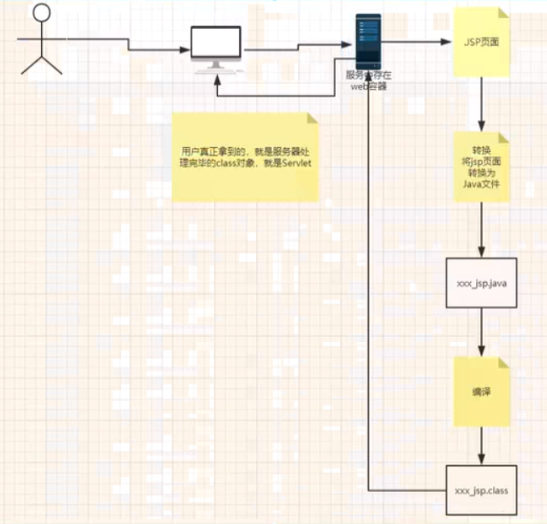 JSP页面
服务中存在
web容器
用户真正拿到的，就是服务器处
理完毕的class对象，就是Servlet
转换
将jsp页面
转换为
Java文件
xxx_jsp.java
编译
xxx_jsp.class